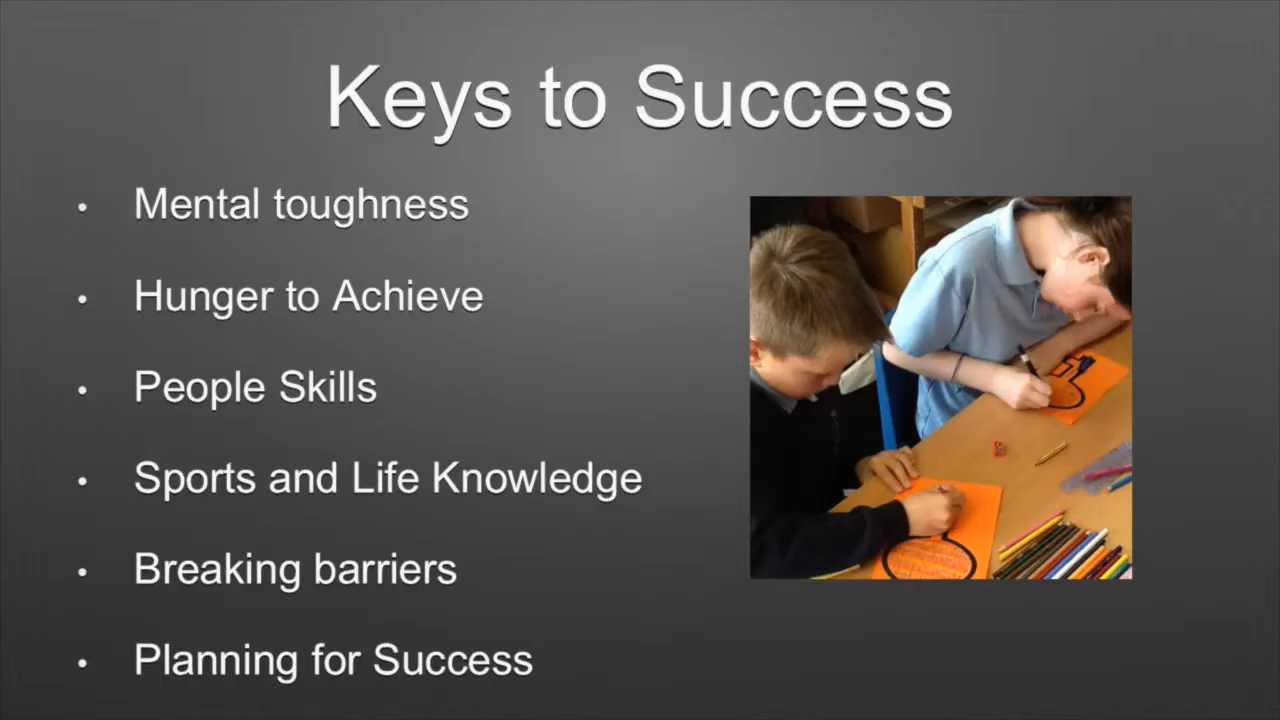 Keys to Success
• Mental toughness
• Hunger to Achieve
• People Skills
• Sports and Life Knowledge
• Breaking barriers
• Planning for Success